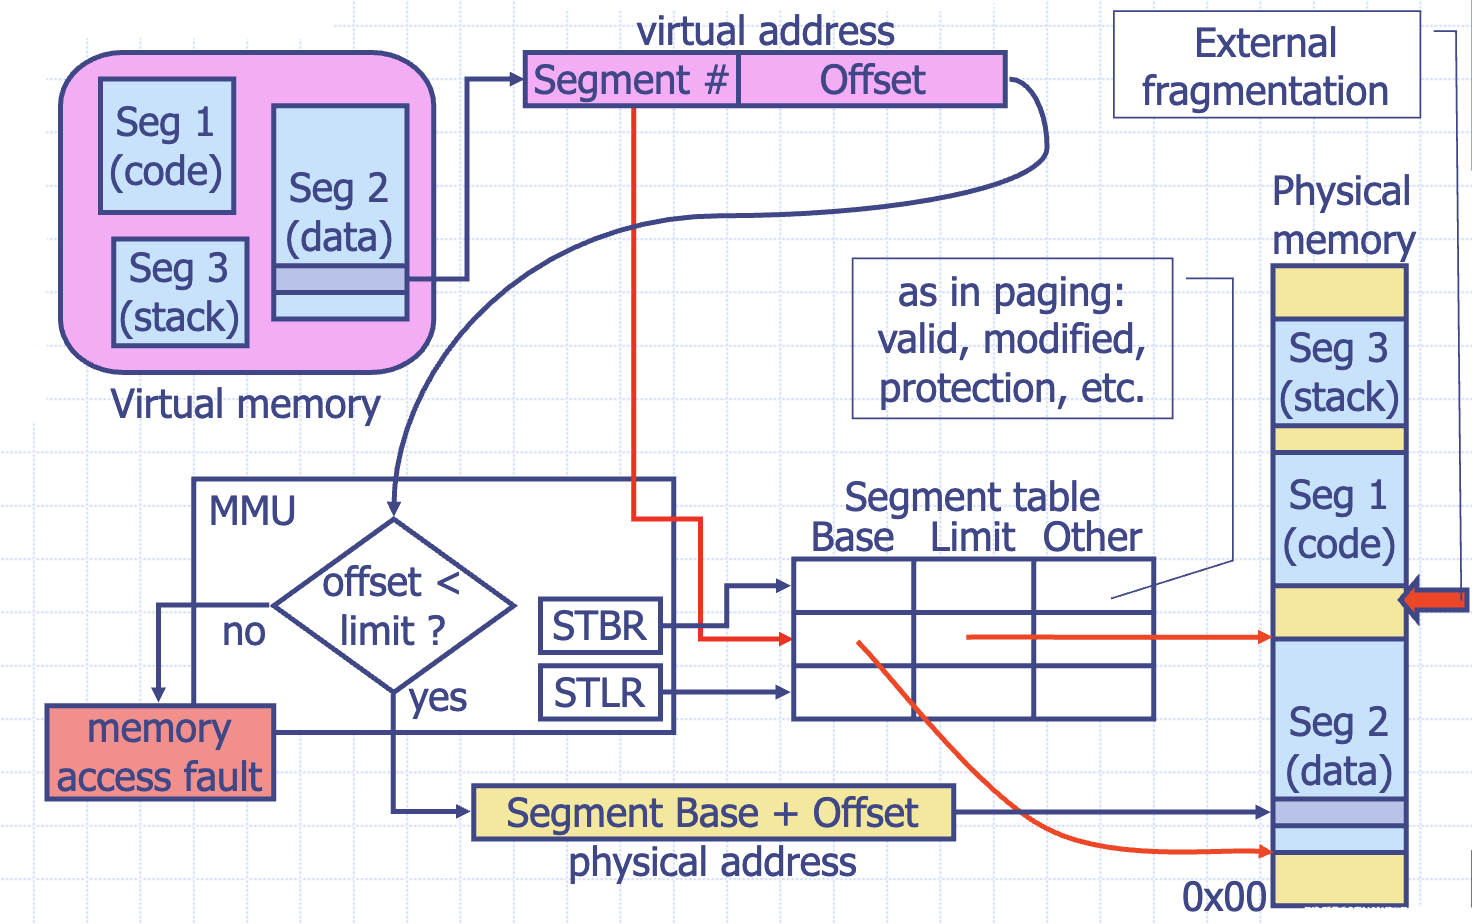 virtual address
Segment #
Offset
External
fragmentation
Seg 1
(code)
Seg 2
(data)
Seg 3
(stack)
Virtual memory
Physical
memory
as in paging:
valid, modified,
protection, etc.
Seg 3
(stack)
MMU
Segment table
Base Limit Other
Seg 1
(code)
offset <
limit ?
no
yes
STBR
STLR
memory
access fault
Seg 2
(data)
Segment Base + Offset
physical address
0x00